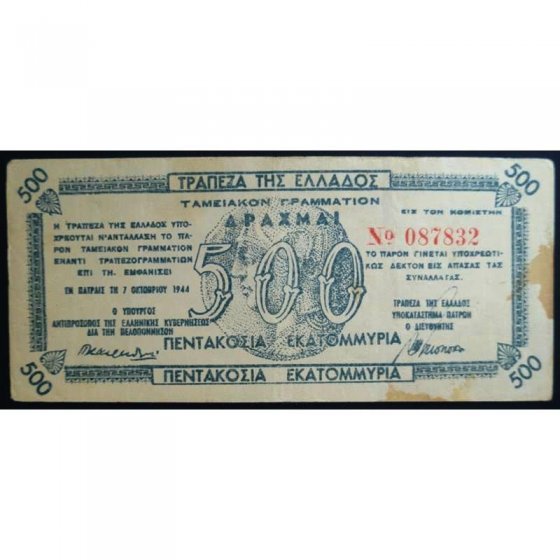 500
500
ΤΡΑΠΕΖΑ ΤΗΣ ΕΛΛΑΔΟΣ
ΤΑΜΕΙΑΚΟΝ ΓΡΑΜΜΑΤΙΟΝ
ΔΡΑΧΜΑΙ
Η ΤΡΑΠΕΖΑ ΤΗΣ ΕΛΛΑΔΟΣ ΥΠΟ-
ΧΡΕΟΥΤΑΙ Ν'ΑΝΤΑΛΛΑΞΗ ΤΟ ΠΑ-
ΡΟΝ ΤΑΜΕΙΑΚΟΝ ΓΡΑΜΜΑΤΙΟΝ
ΕΝΑΝΤΙ ΤΡΑΠΕΖΟΓΡΑΜΜΑΤΙΩΝ
ΕΠΙ ΤΗ. ΕΜΦΑΝΙΣΕΙ
ΕΝ ΠΑΤΡΑΙΣ ΤΗ 7 ΟΚΤΩΒΡΙΟΥ 1944
Ο ΥΠΟΥΡΓΟΣ
ΑΝΤΙΠΡΟΣΩΠΟΣ ΤΗΣ ΕΛΛΗΝΙΚΗΣ ΚΥΒΕΡΝΗΣΕΩΣ
ΔΙΑ ΤΗΝ ΠΕΛΟΠΟΝΝΗΣΟΝ
500
ΕΙΣ ΤΟΝ ΚΟΜΙΣΤΗΝ
Νο 087832
ΤΟ ΠΑΡΟΝ ΓΙΝΕΤΑΙ ΥΠΟΧΡΕΩΤΙ-
ΚΩΣ ΔΕΚΤΟΝ ΕΙΣ ΑΠΑΣΑΣ ΤΑΣ
ΣΥΝΑΛΛΑΓΑΣ.
ΤΡΑΠΕΖΑ ΤΗΣ ΕΛΛΑΔΟΣ
ΥΠΟΚΑΤΑΣΤΗΜΑ ΠΑΤΡΩΝ
Ο ΔΙΕΥΘΥΝΤΗΣ
ΠΕΝΤΑΚΟΣΙΑ ΕΚΑΤΟΜΜΥΡΙΑ
ΠΕΝΤΑΚΟΣΙΑ ΕΚΑΤΟΜΜΥΡΙΑ
500
500